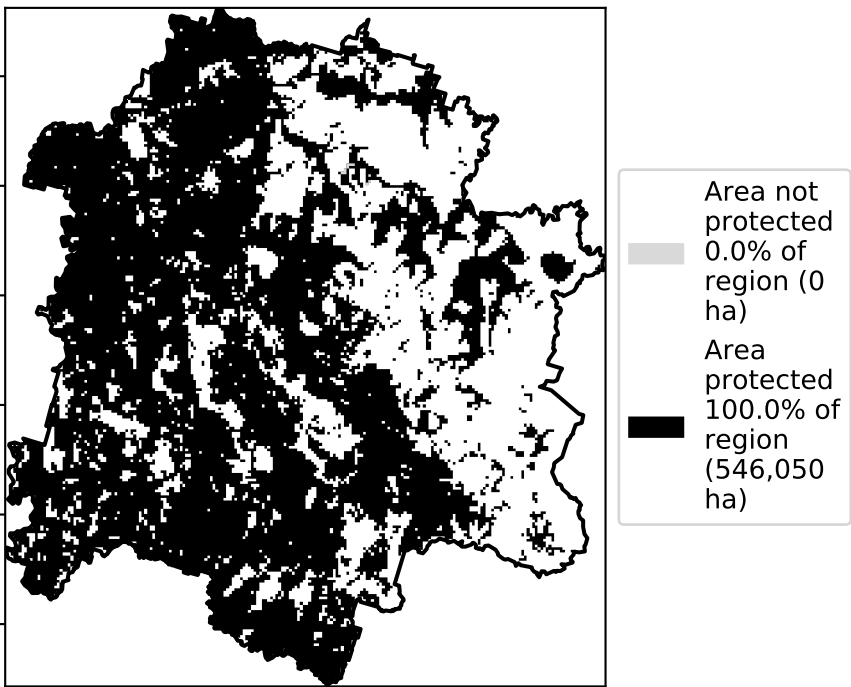 Area not
protected
0.0% of
region (0
ha)
Area
protected
100.0% of
region
(546,050
ha)